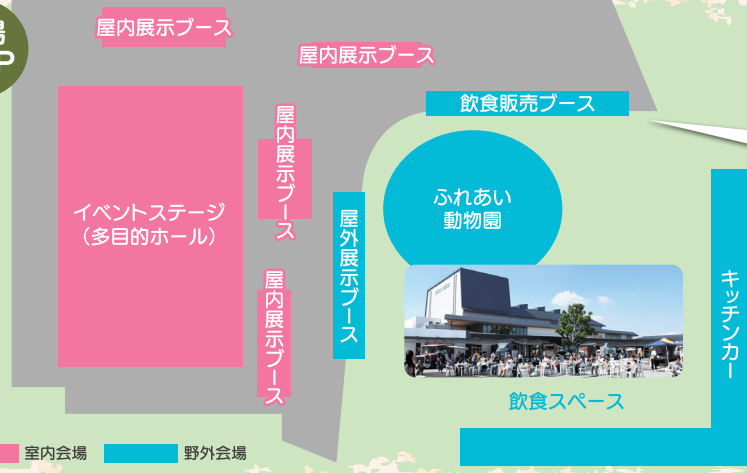 場
P
屋内展示ブース
屋内展示ブース
飲食販売ブース
屋内展示ブース
イベントステージ
（多目的ホール）
ふれあい
動物園
屋外展示ブース
屋内展示ブース
キッチンカー
飲食スペース
室内会場
野外会場